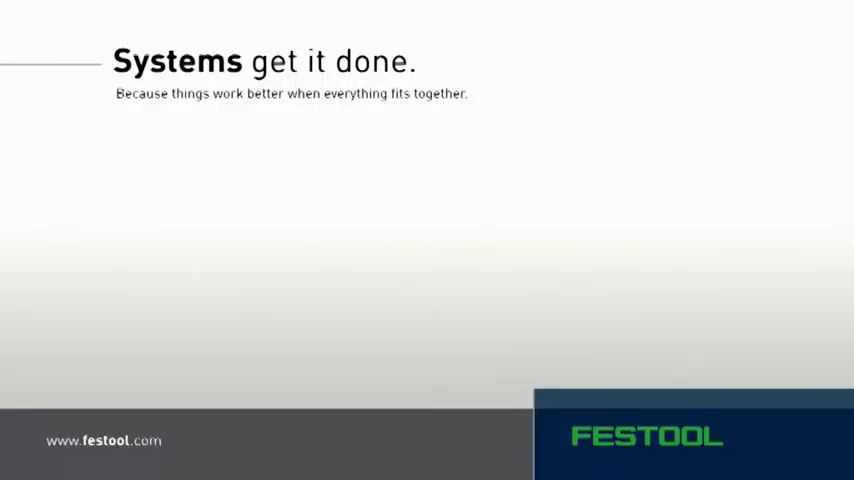 Systems get it done.
Because things work better when everything fits together.
www.festool.com
FESTOOL